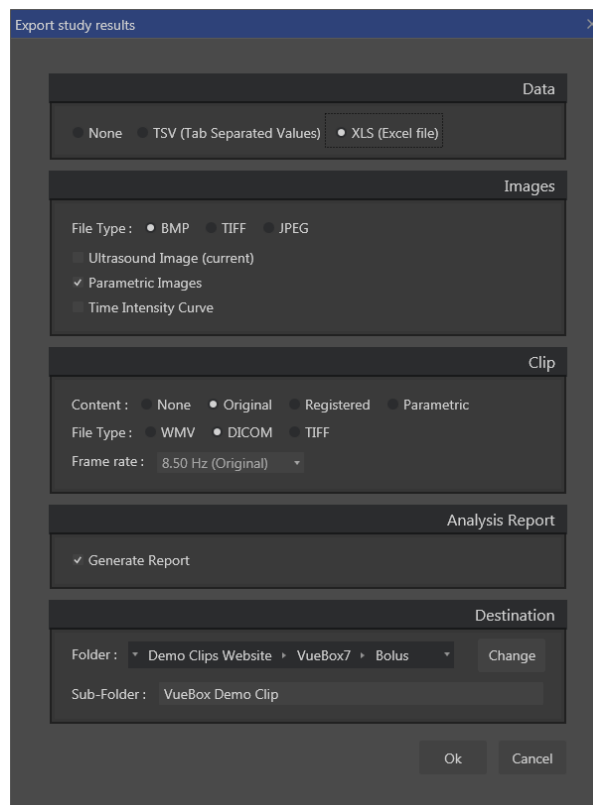 Export study results
Data
None TSV (Tab Separated Values) XLS (Excel file)
Images
File Type : BMP TIFF JPEG
Ultrasound Image (current)
Parametric Images
Time Intensity Curve
Clip
Content : None Original Registered Parametric
File Type : WMV DICOM TIFF
Frame rate : 8.50 Hz (Original)
Analysis Report
Generate Report
Destination
Folder : Demo Clips Website VueBox7 Bolus Change
Sub-Folder : VueBox Demo Clip
Ok Cancel